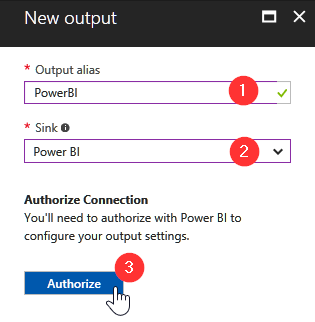 New output
* Output alias
PowerBI
1
* Sink
Power BI
2
Authorize Connection
You'll need to authorize with Power BI to
configure your output settings.
3
Authorize